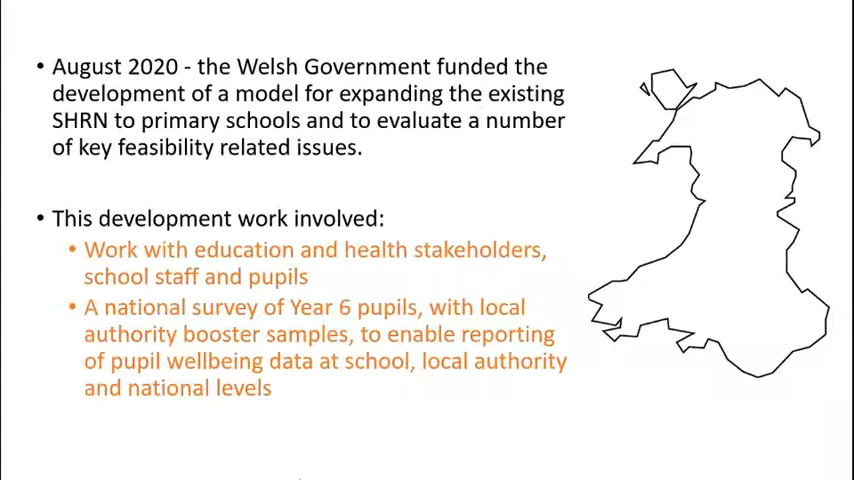 • August 2020 - the Welsh Government funded the
development of a model for expanding the existing
SHRN to primary schools and to evaluate a number
of key feasibility related issues.
• This development work involved:
• Work with education and health stakeholders,
school staff and pupils
• A national survey of Year 6 pupils, with local
authority booster samples, to enable reporting
of pupil wellbeing data at school, local authority
and national levels